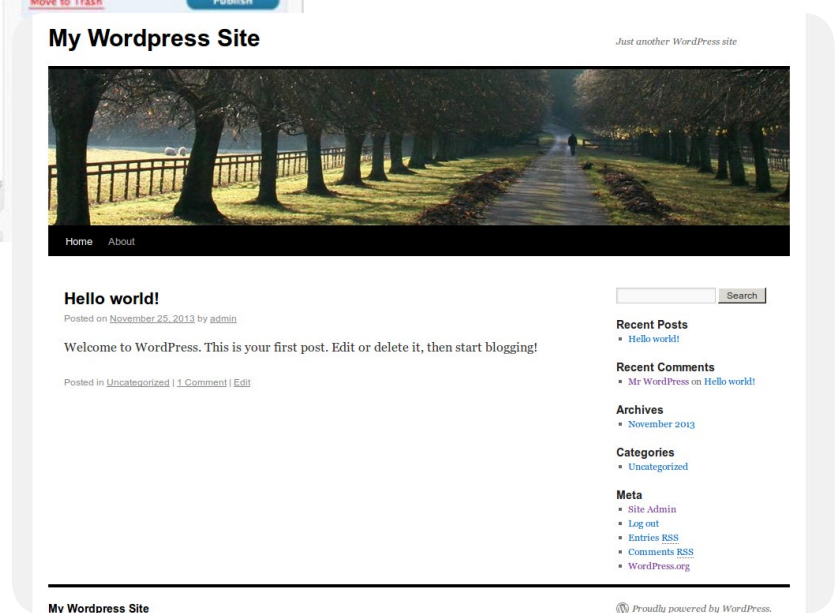 Move to Trash
Publish
My Wordpress Site
Just another WordPress site
Home About
Hello world!
Posted on November 25, 2013 by admin
Welcome to WordPress. This is your first post. Edit or delete it, then start blogging!
Posted in Uncategorized | 1 Comment | Edit
Search
Recent Posts
Hello world!
Recent Comments
Mr WordPress on Hello world!
Archives
November 2013
Categories
Uncategorized
Meta
Site Admin
Log out
Entries RSS
Comments RSS
WordPress.org
My Wordpress Site
Proudly powered by WordPress.